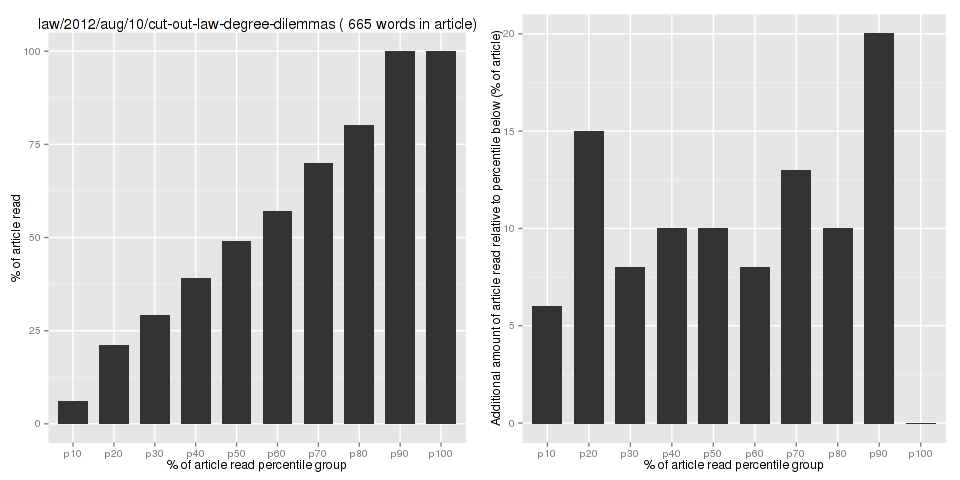 law/2012/aug/10/cut-out-law-degree-dilemmas ( 665 words in article)
% of article read
100
75
50
25
0
p10 p20 p30 p40 p50 p60 p70 p80 p90 p100
% of article read percentile group
Additional amount of article read relative to percentile below (% of article)
20
15
10
5
0
p10 p20 p30 p40 p50 p60 p70 p80 p90 p100
% of article read percentile group